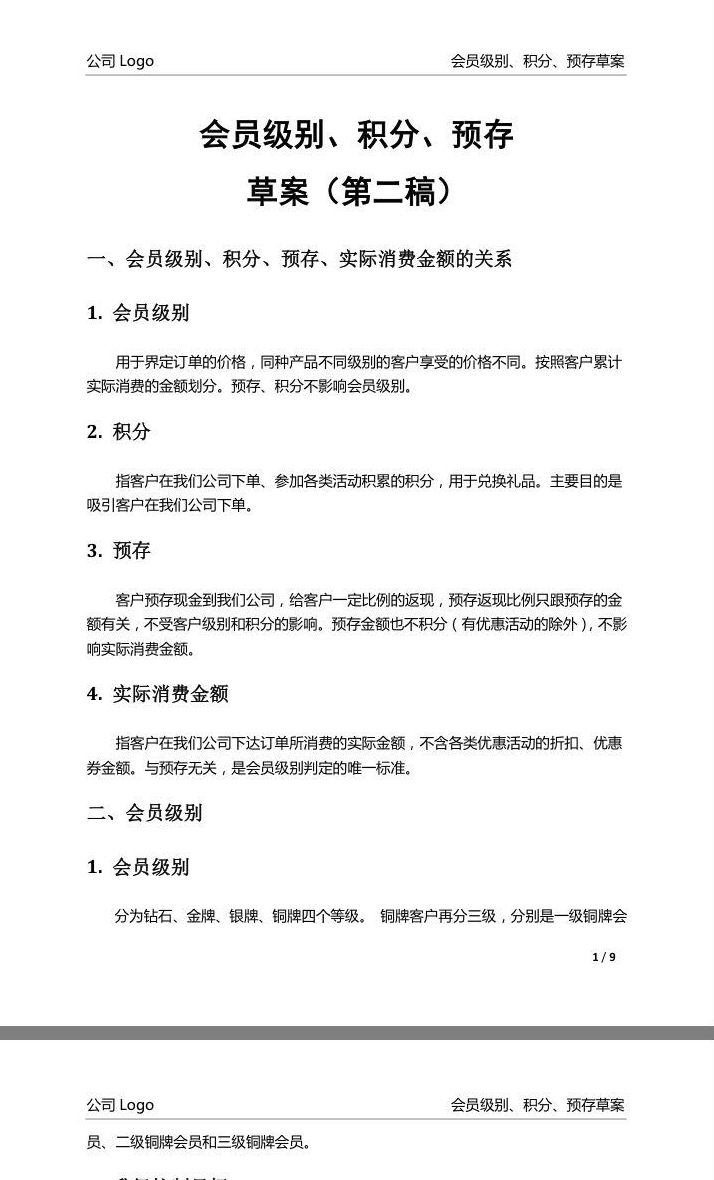 公司 Logo 会员级别、积分、预存草案
会员级别、积分、预存
草案（第二稿）
一、会员级别、积分、预存、实际消费金额的关系
1. 会员级别
用于界定订单的价格，同种产品不同级别的客户享受的价格不同。按照客户累计
实际消费的金额划分。预存、积分不影响会员级别。
2. 积分
指客户在我们公司下单、参加各类活动积累的积分，用于兑换礼品。主要目的是
吸引客户在我们公司下单。
3. 预存
客户预存现金到我们公司，给客户一定比例的返现，预存返现比例只跟预存的金
额有关，不受客户级别和积分的影响。预存金额也不积分（有优惠活动的除外），不影
响实际消费金额。
4. 实际消费金额
指客户在我们公司下达订单所消费的实际金额，不含各类优惠活动的折扣、优惠
券金额。与预存无关，是会员级别判定的唯一标准。
二、会员级别
1. 会员级别
分为钻石、金牌、银牌、铜牌四个等级。 铜牌客户再分三级，分别是一级铜牌会
1 / 9
公司 Logo 会员级别、积分、预存草案
员、二级铜牌会员和三级铜牌会员。